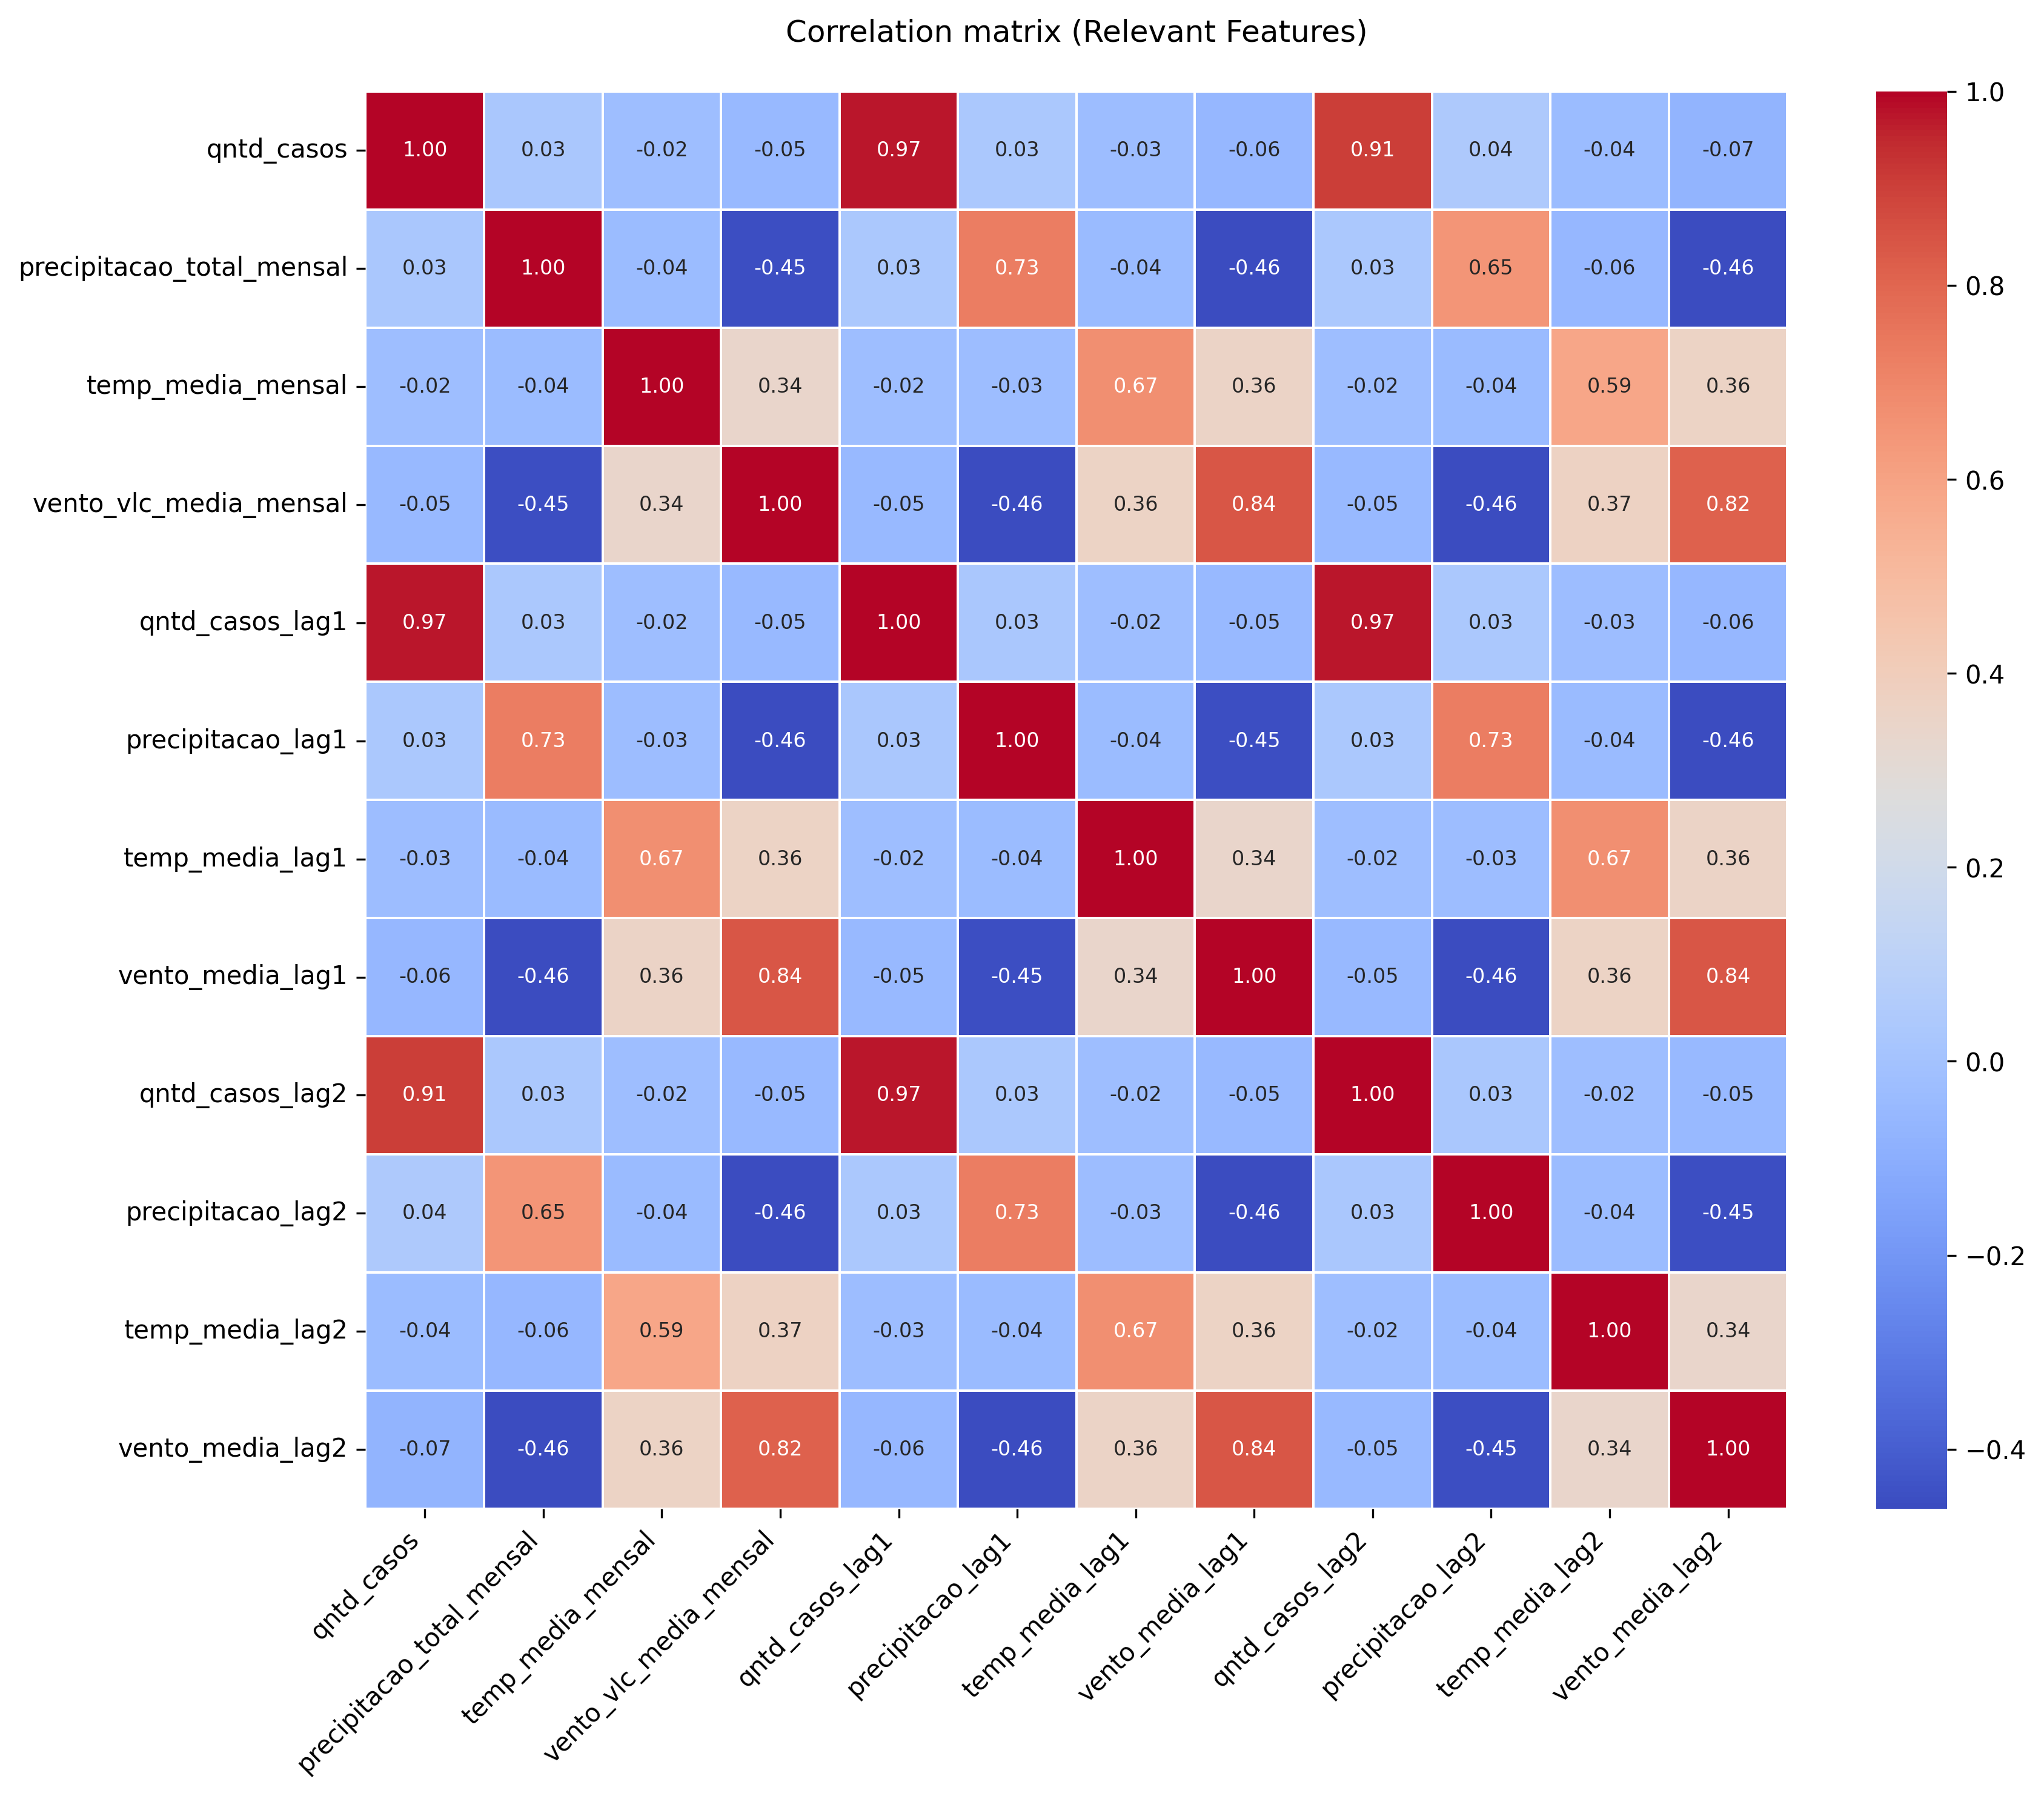 Correlation matrix (Relevant Features)
qntd_casos 1.00 0.03 -0.02 -0.05 0.97 0.03 -0.03 -0.06 0.91 0.04 -0.04 -0.07
precipitacao_total_mensal 0.03 1.00 -0.04 -0.45 0.03 0.73 -0.04 -0.46 0.03 0.65 -0.06 -0.46
temp_media_mensal -0.02 -0.04 1.00 0.34 -0.02 -0.03 0.67 0.36 -0.02 -0.04 0.59 0.36
vento_vlc_media_mensal -0.05 -0.45 0.34 1.00 -0.05 -0.46 0.36 0.84 -0.05 -0.46 0.37 0.82
qntd_casos_lag1 0.97 0.03 -0.02 -0.05 1.00 0.03 -0.02 -0.05 0.97 0.03 -0.03 -0.06
precipitacao_lag1 0.03 0.73 -0.03 -0.46 0.03 1.00 -0.04 -0.45 0.03 0.73 -0.04 -0.46
temp_media_lag1 -0.03 -0.04 0.67 0.36 -0.02 -0.04 1.00 0.34 -0.02 -0.03 0.67 0.36
vento_media_lag1 -0.06 -0.46 0.36 0.84 -0.05 -0.45 0.34 1.00 -0.05 -0.46 0.36 0.84
qntd_casos_lag2 0.91 0.03 -0.02 -0.05 0.97 0.03 -0.02 -0.05 1.00 0.03 -0.02 -0.05
precipitacao_lag2 0.04 0.65 -0.04 -0.46 0.03 0.73 -0.03 -0.46 0.03 1.00 -0.04 -0.45
temp_media_lag2 -0.04 -0.06 0.59 0.37 -0.03 -0.04 0.67 0.36 -0.02 -0.04 1.00 0.34
vento_media_lag2 -0.07 -0.46 0.36 0.82 -0.06 -0.46 0.36 0.84 -0.05 -0.45 0.34 1.00
qntd_casos
precipitacao_total_mensal
temp_media_mensal
vento_vlc_media_mensal
qntd_casos_lag1
precipitacao_lag1
temp_media_lag1
vento_media_lag1
qntd_casos_lag2
precipitacao_lag2
temp_media_lag2
vento_media_lag2
1.0
0.8
0.6
0.4
0.2
0.0
−0.2
−0.4